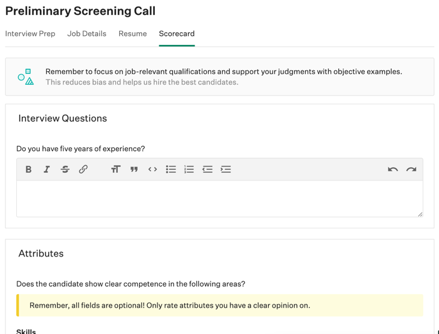 Preliminary Screening Call
Interview Prep Job Details Resume Scorecard
Remember to focus on job-relevant qualifications and support your judgments with objective examples.
This reduces bias and helps us hire the best candidates.
Interview Questions
Do you have five years of experience?
B I S
Attributes
Does the candidate show clear competence in the following areas?
Remember, all fields are optional! Only rate attributes you have a clear opinion on.
Skills